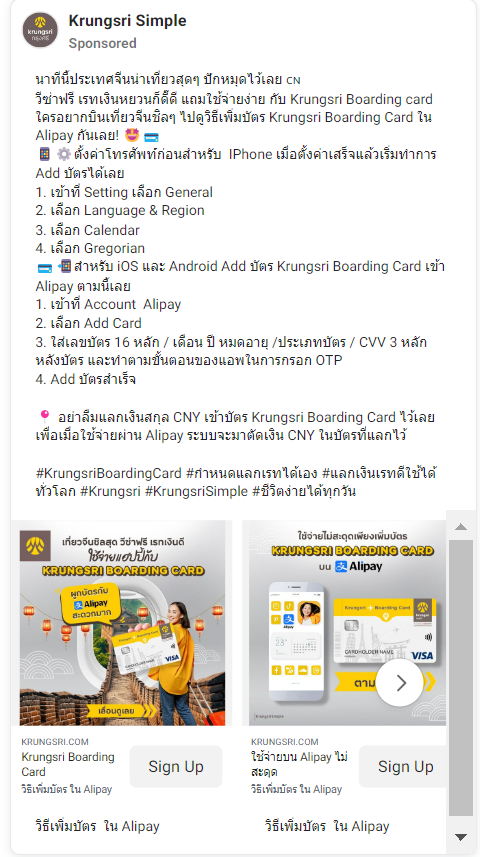 Krungsri Simple
Sponsored
krungsri
กรุงศรี
นาทีนี้ประเทศจีนน่าเที่ยวสุดๆ ปักหมุดไว้เลย CN
วีซ่าฟรี เรทเงินหยวนก็ดี๊ดี แถมใช้จ่ายง่าย กับ Krungsri Boarding card
ใครอยากบินเที่ยวจีนชิลๆ ไปดูวิธีเพิ่มบัตร Krungsri Boarding Card ใน
Alipay กันเลย! 🤩 💳
📱 ⚙️ตั้งค่าโทรศัพท์ก่อนสำหรับ IPhone เมื่อตั้งค่าเสร็จแล้วเริ่มทำการ
Add บัตรได้เลย
1. เข้าที่ Setting เลือก General
2. เลือก Language & Region
3. เลือก Calendar
4. เลือก Gregorian
💳 📲สำหรับ iOS และ Android Add บัตร Krungsri Boarding Card เข้า
Alipay ตามนี้เลย
1. เข้าที่ Account Alipay
2. เลือก Add Card
3. ใส่เลขบัตร 16 หลัก / เดือน ปี หมดอายุ /ประเภทบัตร / CVV 3 หลัก
หลังบัตร และทำตามขั้นตอนของแอพในการกรอก OTP
4. Add บัตรสำเร็จ
📍 อย่าลืมแลกเงินสกุล CNY เข้าบัตร Krungsri Boarding Card ไว้เลย
เพื่อเมื่อใช้จ่ายผ่าน Alipay ระบบจะมาตัดเงิน CNY ในบัตรที่แลกไว้
#KrungsriBoardingCard #กำหนดแลกเรทได้เอง #แลกเงินเรทดีใช้ได้
ทั่วโลก #Krungsri #KrungsriSimple #ชีวิตง่ายได้ทุกวัน
เที่ยวจีนชิลสุด วีซ่าฟรี เรทเงินดี
ใช้จ่ายแฮปปี้กับ
KRUNGSRI BOARDING CARD
ผูกบัตรกับ
Alipay
สะดวกมาก
CARDHOLDER NAME
VISA
เลื่อนดูเลย
ใช้จ่ายไม่สะดุดเพียงเพิ่มบัตร
KRUNGSRI BOARDING CARD
บน Alipay
Alipay
23°
Krungsri Boarding Card
CARDHOLDER NAME
VISA
ตาม
Krungsri Simple
KRUNGSRI.COM
Krungsri Boarding
Card
วิธีเพิ่มบัตร ใน Alipay
Sign Up
วิธีเพิ่มบัตร ใน Alipay
KRUNGSRI.COM
ใช้จ่ายบน Alipay ไม่
สะดุด
วิธีเพิ่มบัตร ใน Alipay
Sign Up
วิธีเพิ่มบัตร ใน Alipay